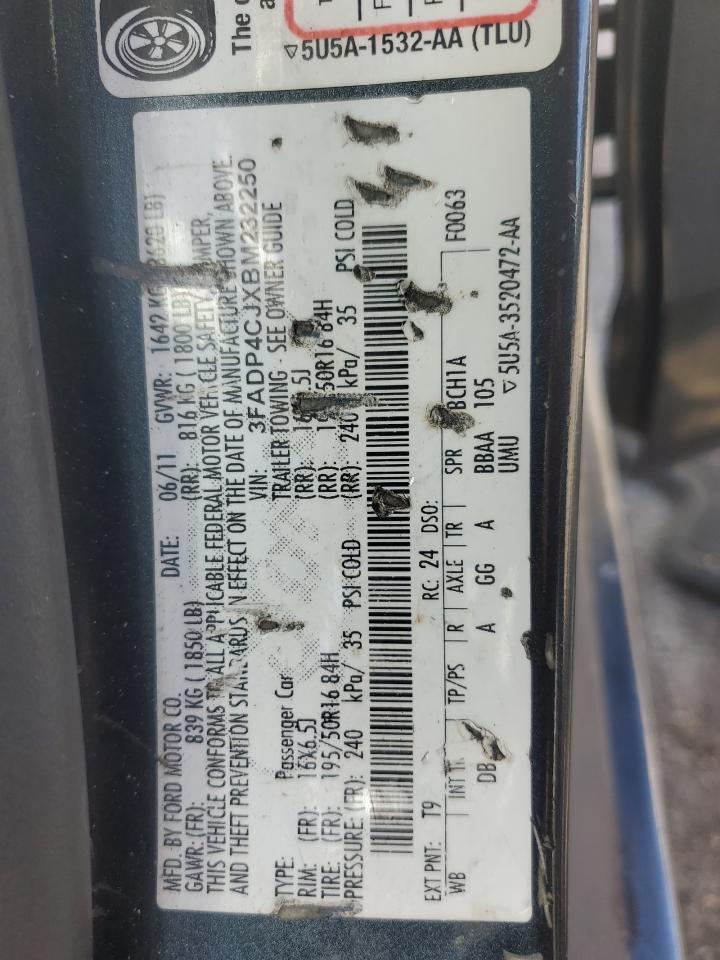 The
5U5A-1532-AA (TLU)
MFD. BY FORD MOTOR CO. DATE: 06/11 GVWR: 1642 KG
GAWR: (FR): 839 KG ( 1850 LB) (RR): 816 KG ( 1800 LB)
THIS VEHICLE CONFORMS TO ALL APPLICABLE FEDERAL MOTOR VEHICLE SAFETY,
AND THEFT PREVENTION STANDARDS IN EFFECT ON THE DATE OF MANUFACTURE SHOWN ABOVE.
VIN: 3FADP4CJXBM232250
TYPE: Passenger Car TRAILER TOWING - SEE OWNER GUIDE
RIM: (FR): 16X6.5J (RR):
TIRE: (FR): 195/50R16 84H (RR): 84H
PRESSURE: (FR): 240 kPa/ 35 PSI COLD (RR): 240 kPa/ 35 PSI COLD
EXT PNT: T9 RC: 24 DSO: F0063
WB INT TR TP/PS R AXLE TR SPR BCH1A
DB A GG A BBAA 105
UMU 5U5A-3520472-AA